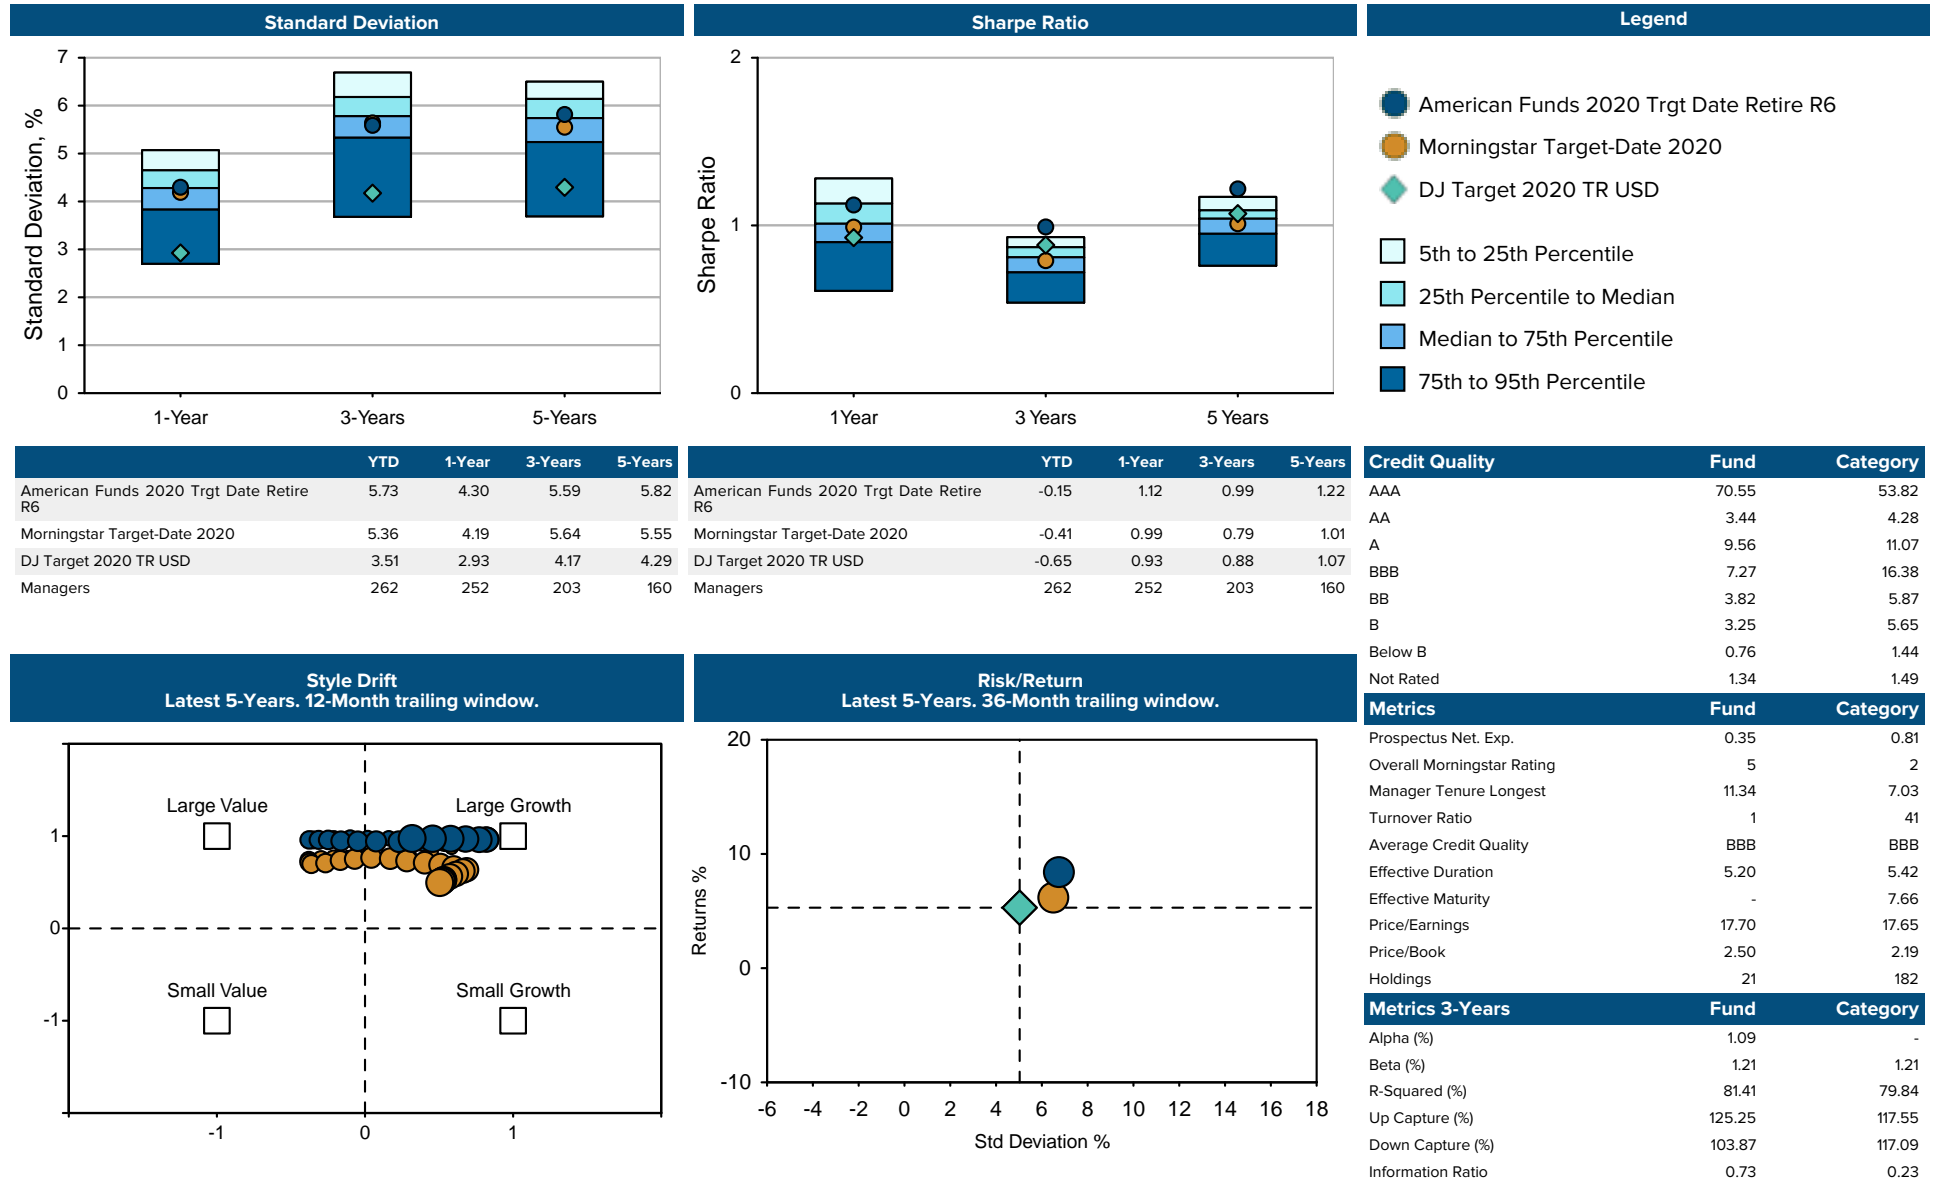 Standard Deviation
7
6
5
4
3
2
1
0
Standard Deviation, %
1-Year 3-Years 5-Years
Sharpe Ratio
2
1
0
Sharpe Ratio
1Year 3 Years 5 Years
Legend
American Funds 2020 Trgt Date Retire R6
Morningstar Target-Date 2020
DJ Target 2020 TR USD
5th to 25th Percentile
25th Percentile to Median
Median to 75th Percentile
75th to 95th Percentile
YTD 1-Year 3-Years 5-Years
American Funds 2020 Trgt Date Retire 5.73 4.30 5.59 5.82
R6
Morningstar Target-Date 2020 5.36 4.19 5.64 5.55
DJ Target 2020 TR USD 3.51 2.93 4.17 4.29
Managers 262 252 203 160
YTD 1-Year 3-Years 5-Years
American Funds 2020 Trgt Date Retire -0.15 1.12 0.99 1.22
R6
Morningstar Target-Date 2020 -0.41 0.99 0.79 1.01
DJ Target 2020 TR USD -0.65 0.93 0.88 1.07
Managers 262 252 203 160
Credit Quality Fund Category
AAA 70.55 53.82
AA 3.44 4.28
A 9.56 11.07
BBB 7.27 16.38
BB 3.82 5.87
B 3.25 5.65
Below B 0.76 1.44
Not Rated 1.34 1.49
Metrics Fund Category
Prospectus Net. Exp. 0.35 0.81
Overall Morningstar Rating 5 2
Manager Tenure Longest 11.34 7.03
Turnover Ratio 1 41
Average Credit Quality BBB BBB
Effective Duration 5.20 5.42
Effective Maturity - 7.66
Price/Earnings 17.70 17.65
Price/Book 2.50 2.19
Holdings 21 182
Metrics 3-Years Fund Category
Alpha (%) 1.09 -
Beta (%) 1.21 1.21
R-Squared (%) 81.41 79.84
Up Capture (%) 125.25 117.55
Down Capture (%) 103.87 117.09
Information Ratio 0.73 0.23
Style Drift
Latest 5-Years. 12-Month trailing window.
Large Value Large Growth
1
0
Small Value Small Growth
-1
-1 0 1
Risk/Return
Latest 5-Years. 36-Month trailing window.
20
10
0
-10
Returns %
-6 -4 -2 0 2 4 6 8 10 12 14 16 18
Std Deviation %